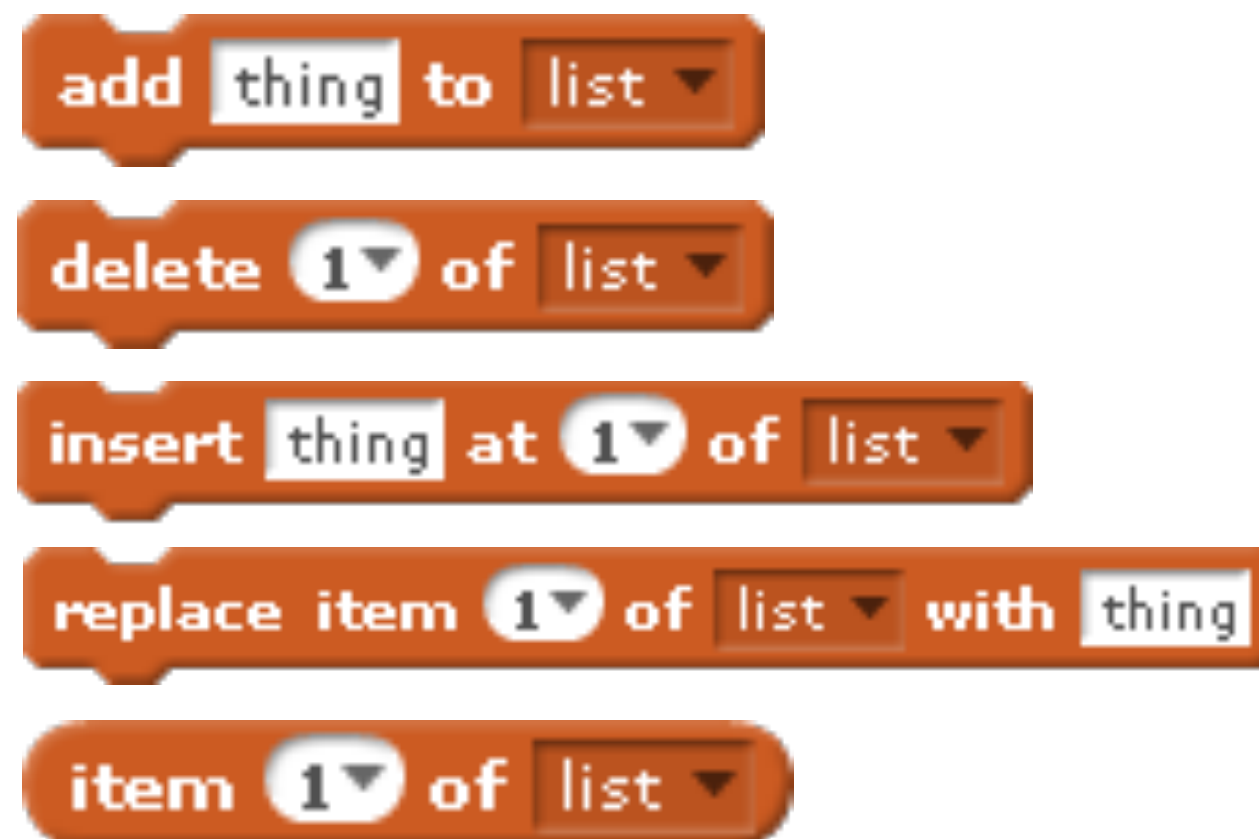 add thing to list
delete 1 of list
insert thing at 1 of list
replace item 1 of list with thing
item 1 of list